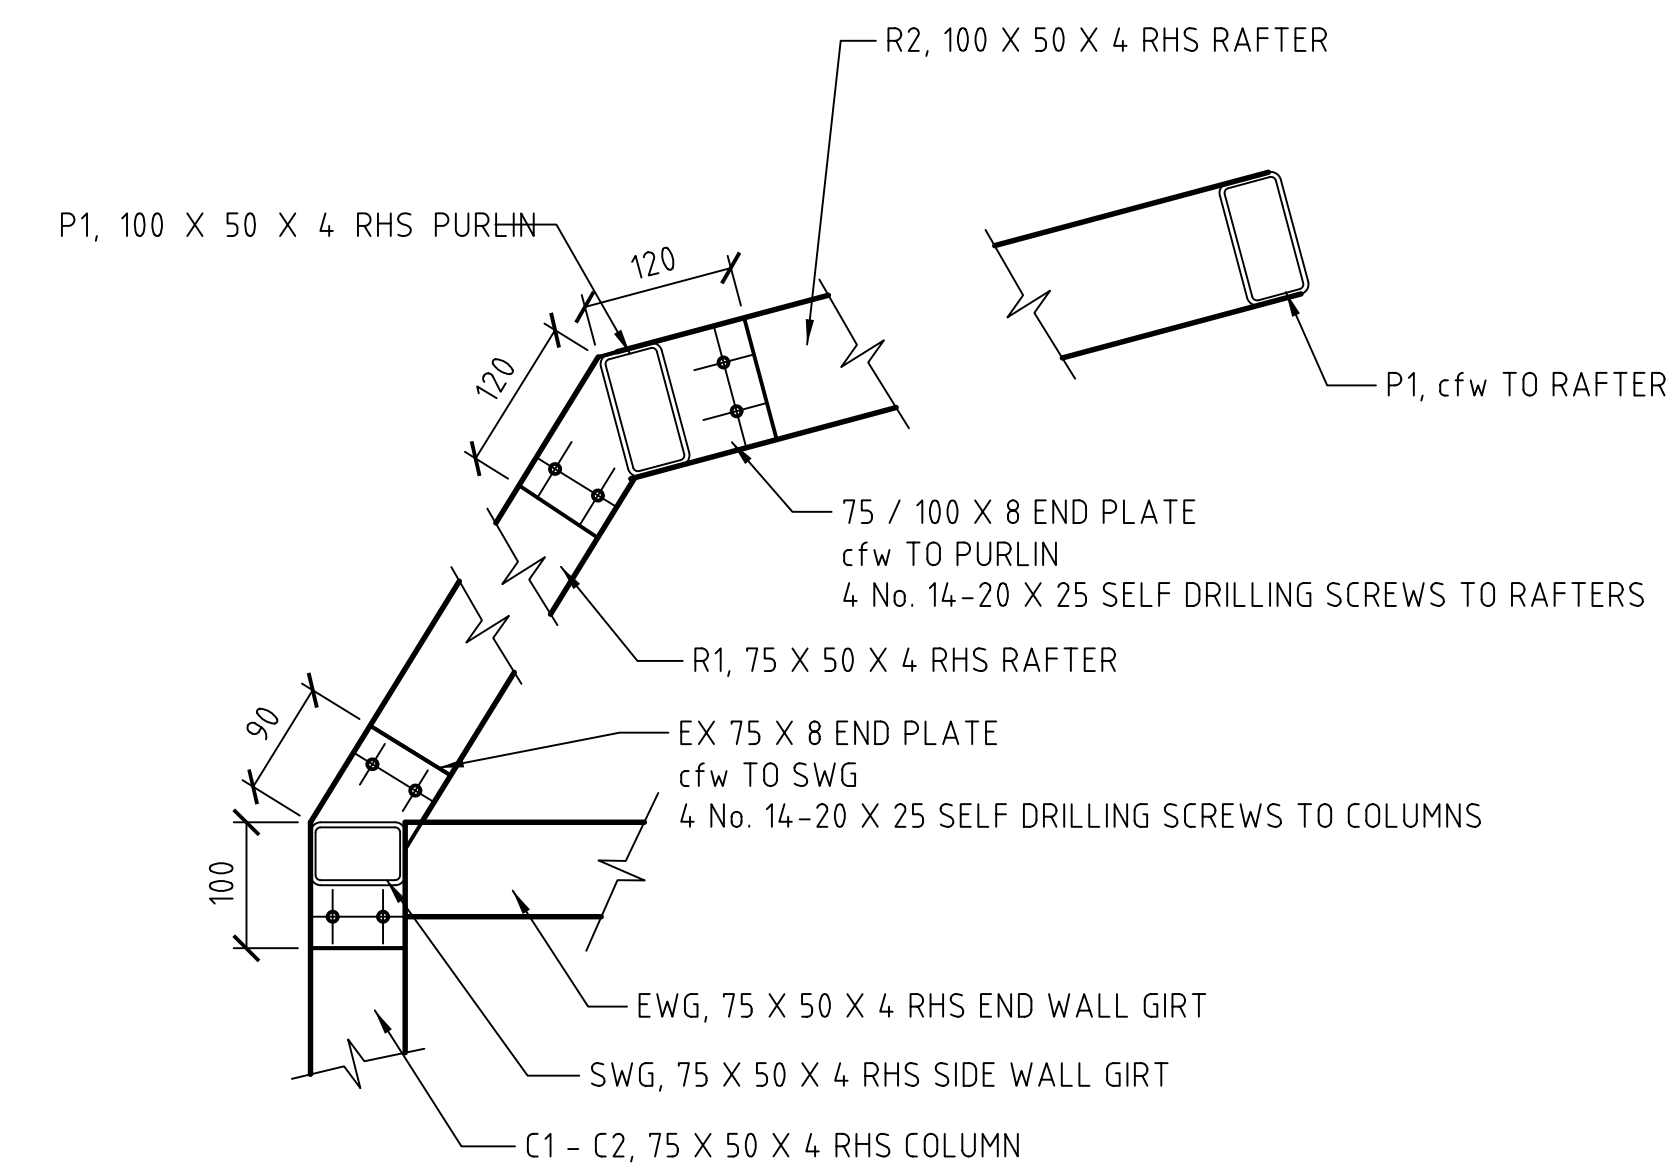 R2, 100 X 50 X 4 RHS RAFTER
P1, 100 X 50 X 4 RHS PURLIN
120
120
P1, cfw TO RAFTER
75 / 100 X 8 END PLATE
cfw TO PURLIN
4 No. 14-20 X 25 SELF DRILLING SCREWS TO RAFTERS
R1, 75 X 50 X 4 RHS RAFTER
90
EX 75 X 8 END PLATE
cfw TO SWG
4 No. 14-20 X 25 SELF DRILLING SCREWS TO COLUMNS
100
EWG, 75 X 50 X 4 RHS END WALL GIRT
SWG, 75 X 50 X 4 RHS SIDE WALL GIRT
C1 - C2, 75 X 50 X 4 RHS COLUMN